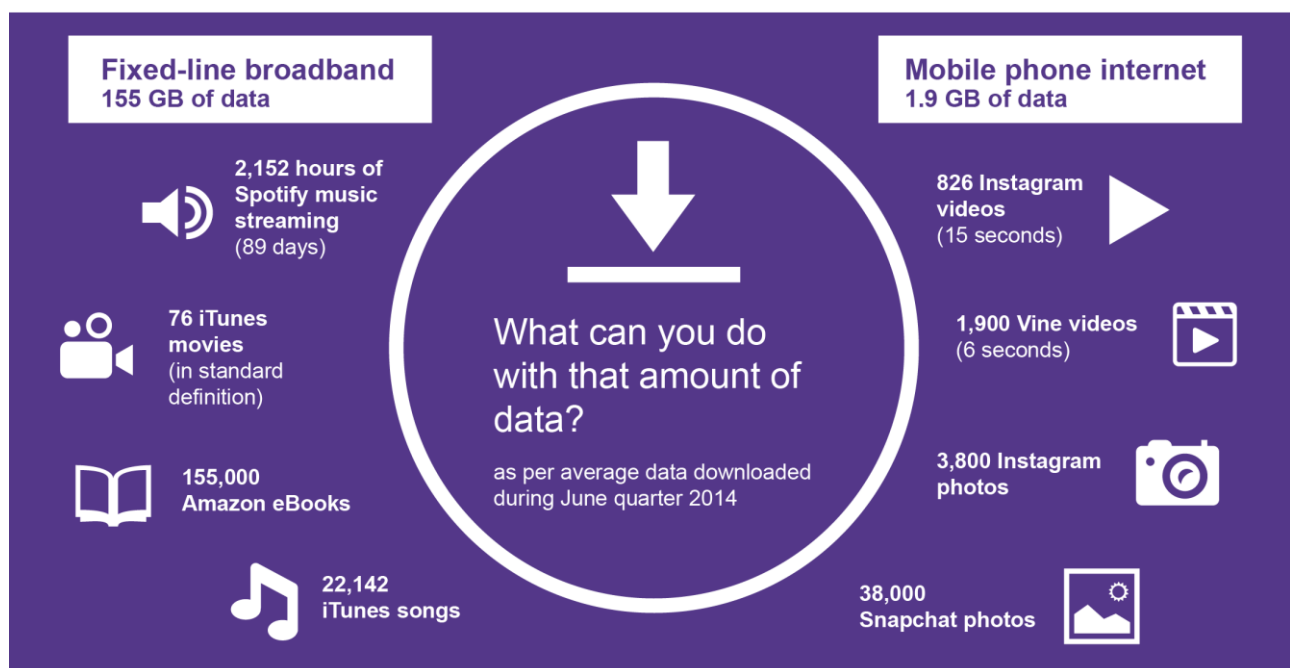 Fixed-line broadband
155 GB of data
2,152 hours of
Spotify music
streaming
(89 days)
76 iTunes
movies
(in standard
definition)
155,000
Amazon eBooks
22,142
iTunes songs
What can you do
with that amount of
data?
as per average data downloaded
during June quarter 2014
Mobile phone internet
1.9 GB of data
826 Instagram
videos
(15 seconds)
1,900 Vine videos
(6 seconds)
3,800 Instagram
photos
38,000
Snapchat photos